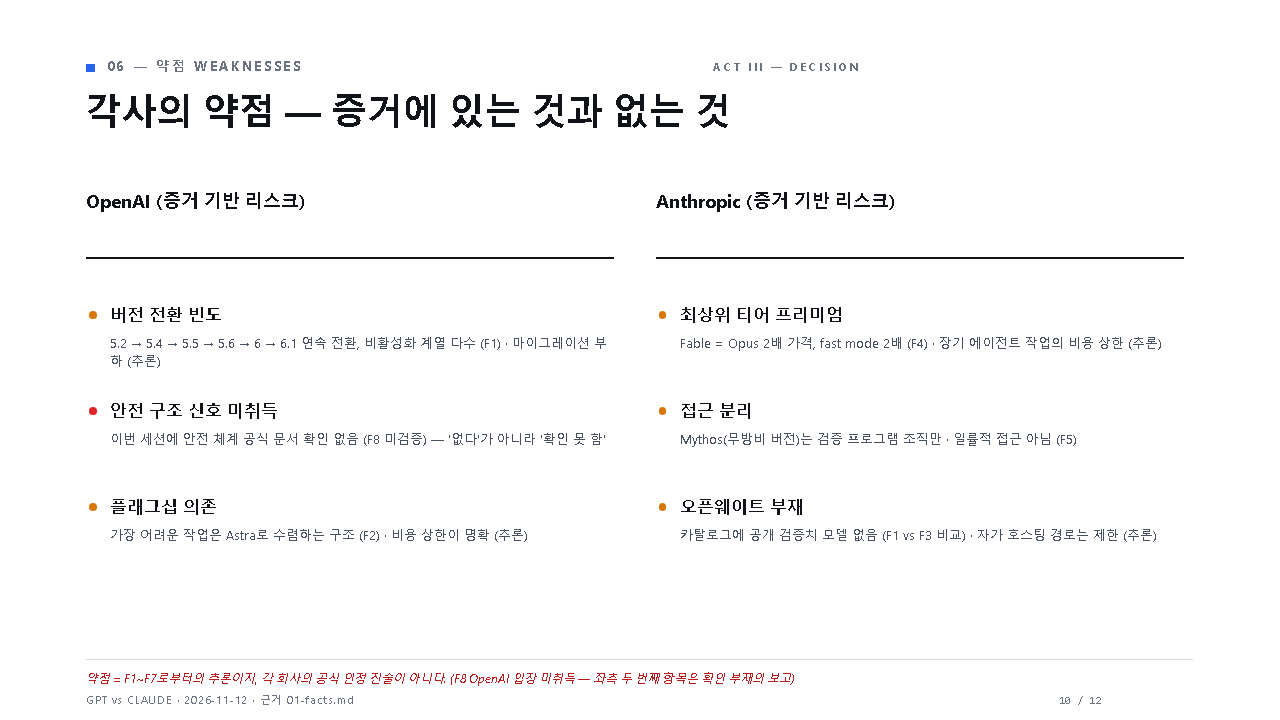 06 — 약점 WEAKNESSES
ACT III — DECISION
각사의 약점 — 증거에 있는 것과 없는 것
OpenAI (증거 기반 리스크)
버전 전환 빈도
5.2 → 5.4 → 5.5 → 5.6 → 6 → 6.1 연속 전환, 비활성화 계열 다수 (F1) · 마이그레이션 부
하 (추론)
안전 구조 신호 미취득
이번 세션에 안전 체계 공식 문서 확인 없음 (F8 미검증) — '없다'가 아니라 '확인 못 함'
플래그십 의존
가장 어려운 작업은 Astra로 수렴하는 구조 (F2) · 비용 상한이 명확 (추론)
Anthropic (증거 기반 리스크)
최상위 티어 프리미엄
Fable = Opus 2배 가격, fast mode 2배 (F4) · 장기 에이전트 작업의 비용 상한 (추론)
접근 분리
Mythos(무방비 버전)는 검증 프로그램 조직만 · 일률적 접근 아님 (F5)
오픈웨이트 부재
카탈로그에 공개 검증치 모델 없음 (F1 vs F3 비교) · 자가 호스팅 경로는 제한 (추론)
약점 = F1~F7로부터의 추론이지, 각 회사의 공식 인정 진술이 아니다. (F8 OpenAI 입장 미취득 — 좌측 두 번째 항목은 확인 부재의 보고)
GPT vs CLAUDE · 2026-11-12 · 근거 01-facts.md
10 / 12